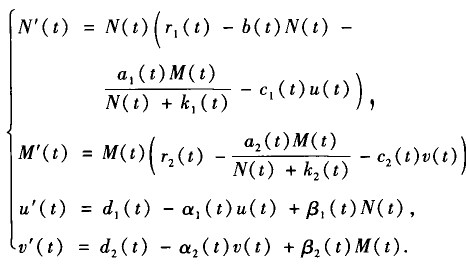 N'(t) = N(t)(r₁(t) − b(t)N(t) −
a₁(t)M(t)/(N(t) + k₁(t)) − c₁(t)u(t)),
M'(t) = M(t)(r₂(t) − a₂(t)M(t)/(N(t) + k₂(t)) − c₂(t)v(t))
u'(t) = d₁(t) − α₁(t)u(t) + β₁(t)N(t),
v'(t) = d₂(t) − α₂(t)v(t) + β₂(t)M(t).